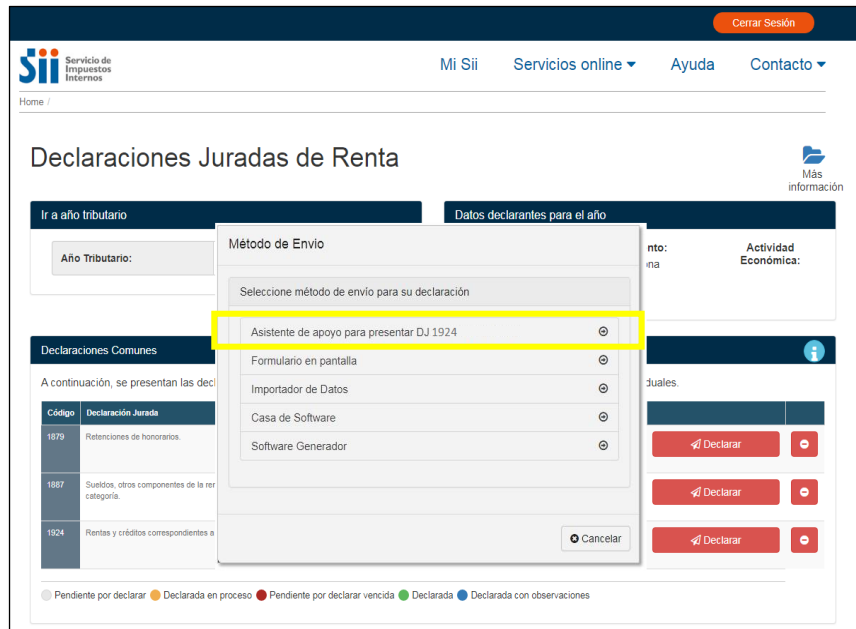 Cerrar Sesión
sii Servicio de
Impuestos
Internos
Mi Sii Servicios online Ayuda Contacto
Home /
Declaraciones Juradas de Renta
Más
información
Ir a año tributario
Datos declarantes para el año
Año Tributario:
nto:
ona
Actividad
Económica:
Método de Envio
Seleccione método de envío para su declaración
Asistente de apoyo para presentar DJ 1924
Formulario en pantalla
Importador de Datos
Casa de Software
Software Generador
Cancelar
Declaraciones Comunes
A continuación, se presentan las decl
duales.
Código Declaración Jurada
1879 Retenciones de honorarios. Declarar
1887 Sueldos, otros componentes de la ren
categoría. Declarar
1924 Rentas y créditos correspondientes a Declarar
Pendiente por declarar Declarada en proceso Pendiente por declarar vencida Declarada Declarada con observaciones